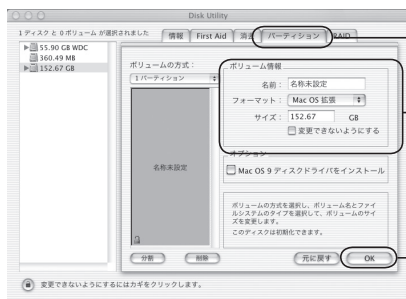 Disk Utility
1 ディスク と 0 ボリューム が選択されました
情報
First Aid
消去
パーティション
RAID
55.90 GB WDC
360.49 MB
152.67 GB
ボリュームの方式：
1 パーティション
名称未設定
分割
削除
ボリューム情報
名前：
名称未設定
フォーマット：
Mac OS 拡張
サイズ：
152.67
GB
変更できないようにする
オプション
Mac OS 9 ディスクドライバをインストール
ボリュームの方式を選択し，ボリューム名とファイ
ルシステムのタイプを選択して，ボリュームのサイ
ズを変更します。
このディスクは初期化できます。
元に戻す
OK
変更できないようにするにはカギをクリックします。